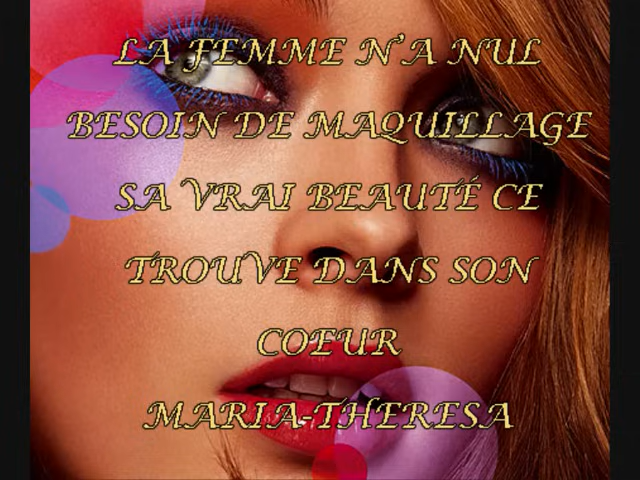 LA FEMME N'A NUL
BESOIN DE MAQUILLAGE
SA VRAI BEAUTÉ CE
TROUVE DANS SON
COEUR
MARIA-THERESA